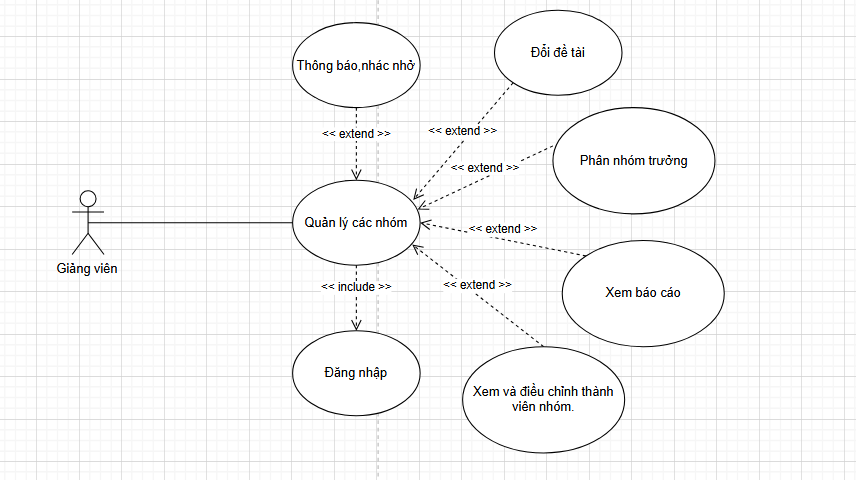 Thông báo,nhác nhở
<< extend >>
Đổi đề tài
<< extend >>
Phân nhóm trưởng
<< extend >>
Quản lý các nhóm
Giảng viên
<< extend >>
Xem báo cáo
<< include >>
<< extend >>
Đăng nhập
Xem và điều chỉnh thành
viên nhóm.